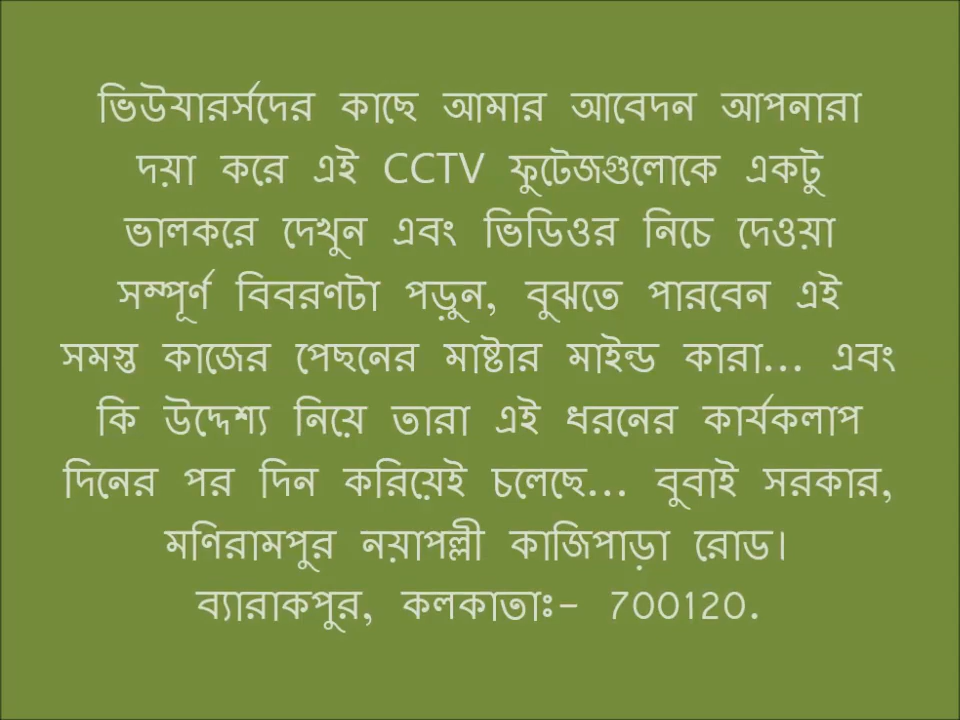 ভিউযারর্সদের কাছে আমার আবেদন আপনারা
দয়া করে এই CCTV ফুটেজগুলোকে একটু
ভালকরে দেখুন এবং ভিডিওর নিচে দেওয়া
সম্পূর্ণ বিবরণটা পড়ুন, বুঝতে পারবেন এই
সমস্ত কাজের পেছনের মাষ্টার মাইন্ড কারা... এবং
কি উদ্দেশ্য নিয়ে তারা এই ধরনের কার্যকলাপ
দিনের পর দিন করিয়েই চলেছে... বুবাই সরকার,
মণিরামপুর নয়াপল্লী কাজিপাড়া রোড।
ব্যারাকপুর, কলকাতাঃ– 700120.